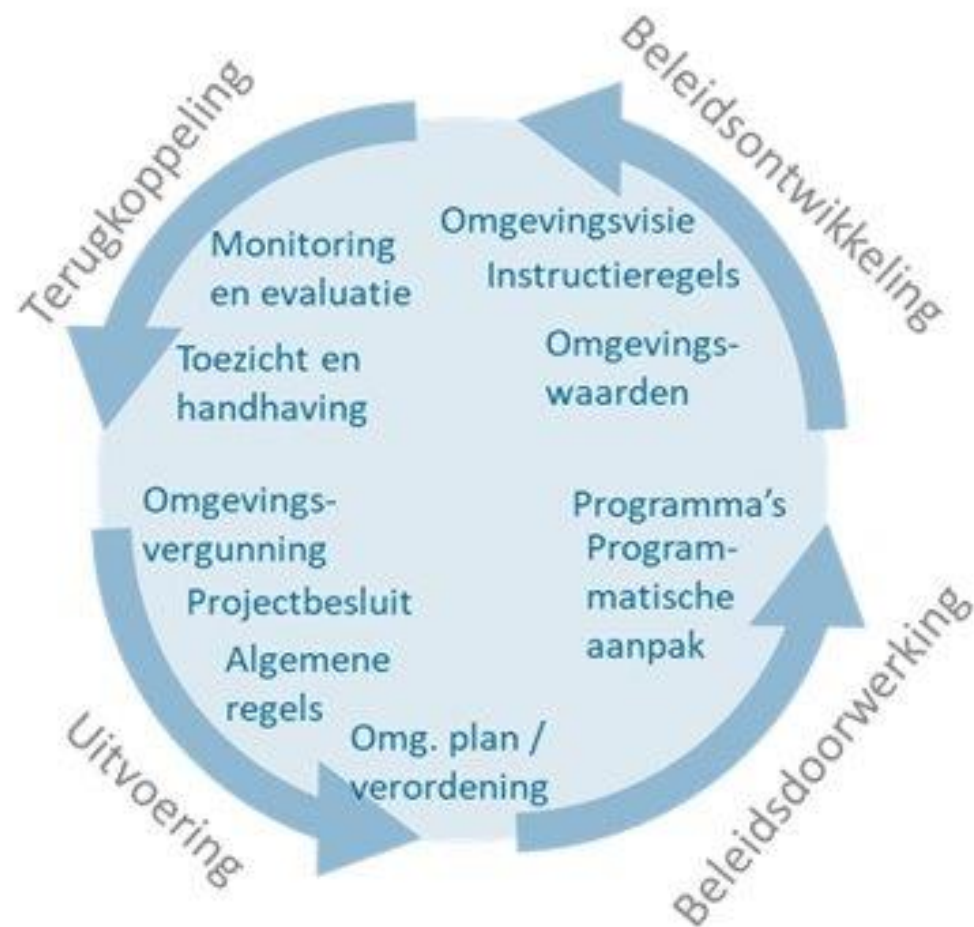 Terugkoppeling
Beleidsontwikkeling
Monitoring
en evaluatie
Toezicht en
handhaving
Omgevingsvisie
Instructieregels
Omgevings-
waarden
Omgevings-
vergunning
Projectbesluit
Algemene
regels
Omg. plan /
verordening
Programma's
Program-
matische
aanpak
Uitvoering
Beleidsdoorwerking